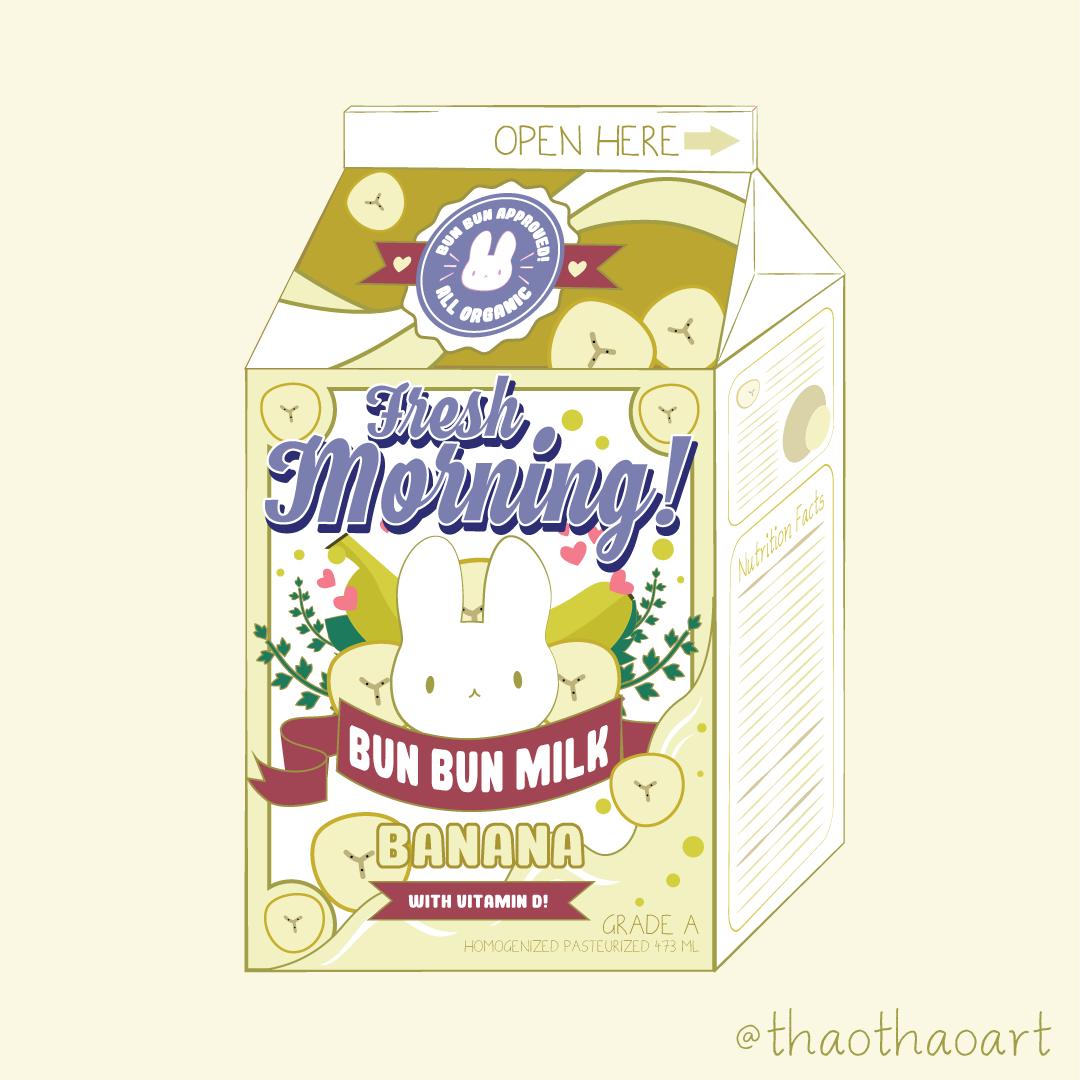 OPEN HERE
BUN BUN APPROVED!
ALL ORGANIC
Fresh
Morning!
BUN BUN MILK
BANANA
WITH VITAMIN D!
GRADE A
HOMOGENIZED PASTEURIZED 473 ML
Nutrition Facts
@thaothaoart